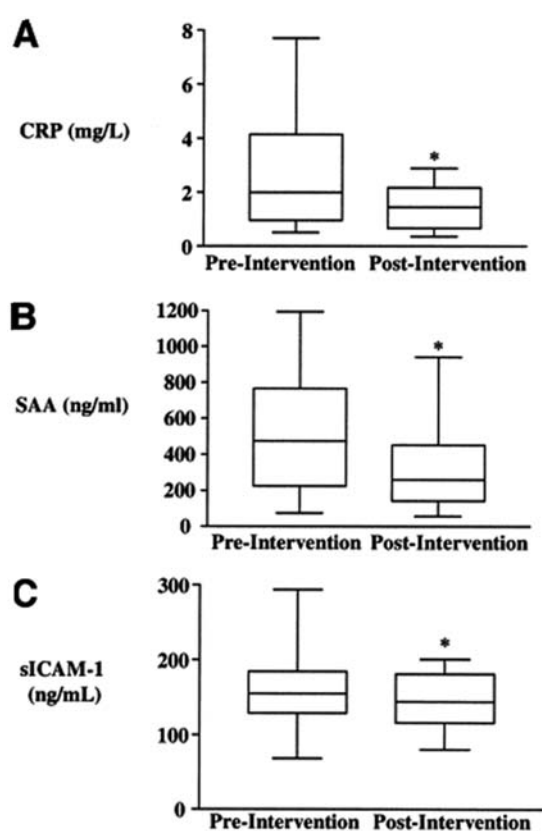 A
8
6
CRP (mg/L)
4
*
2
0
Pre-Intervention Post-Intervention
B
1200
1000
*
800
SAA (ng/ml)
600
400
200
0
Pre-Intervention Post-Intervention
C
300
*
sICAM-1
200
(ng/mL)
100
0
Pre-Intervention Post-Intervention